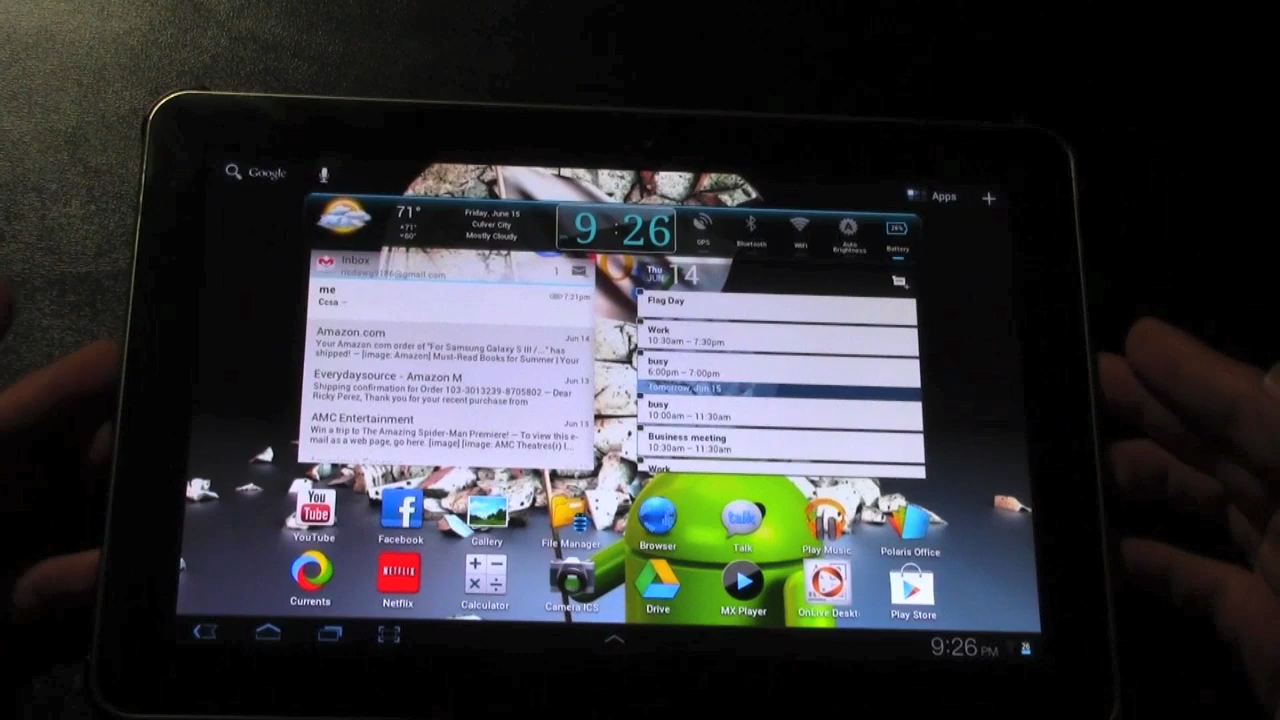 Google
Apps
71°
Friday, June 15
Culver City
Mostly Cloudy
9:26
GPS
Bluetooth
WiFi
Auto
Brightness
Battery
Inbox
1
me
7:21pm
Ccsa –
Amazon.com
Jun 14
Your Amazon.com order of "For Samsung Galaxy S III /..." has
shipped! – [image: Amazon] Must-Read Books for Summer | Your
Everydaysource - Amazon M
Jun 13
Shipping confirmation for Order 103-3013239-8705802 – Dear
Ricky Perez, Thank you for your recent purchase from
AMC Entertainment
Jun 13
Win a trip to The Amazing Spider-Man Premiere! – To view this e-
mail as a web page, go here. [image] [image: AMC Theatres(r) I...
Thu
JUN
14
Flag Day
Work
10:30am – 7:30pm
busy
6:00pm – 7:00pm
Tomorrow, Jun 15
busy
10:00am – 11:30am
Business meeting
10:30am – 11:30am
Work
You
Tube
talk
YouTube
Facebook
Gallery
File Manager
Browser
Talk
Play Music
Polaris Office
NETFLIX
Currents
Netflix
Calculator
Camera ICS
Drive
MX Player
OnLive Deskt
Play Store
9:26 PM